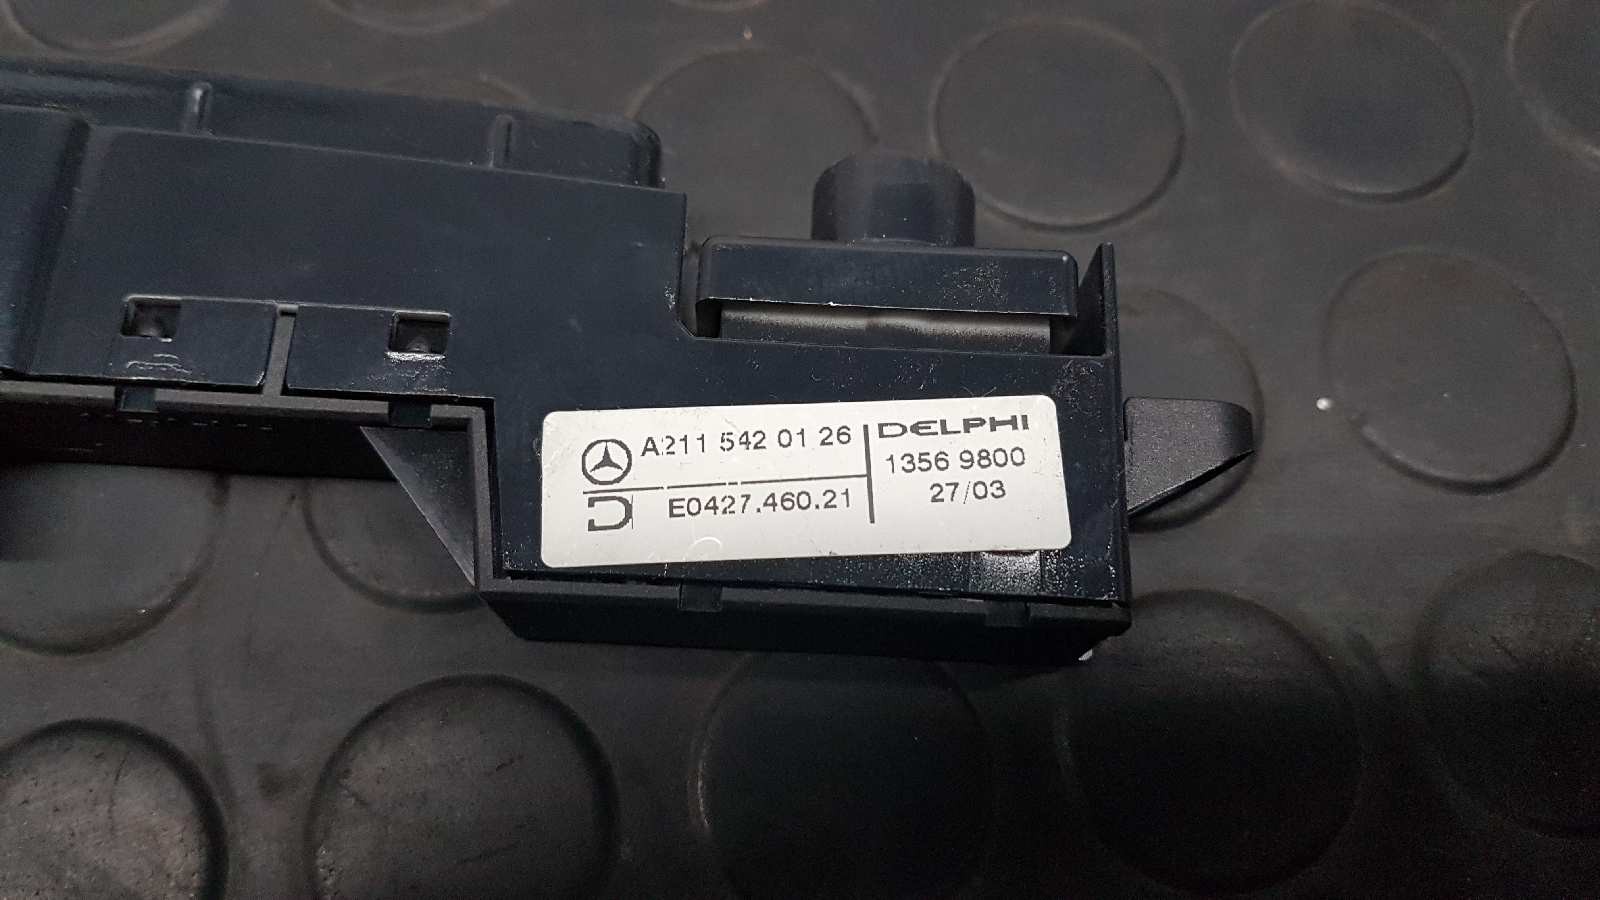 A211 542 01 26
E0427.460.21
DELPHI
1356 9800
27/03